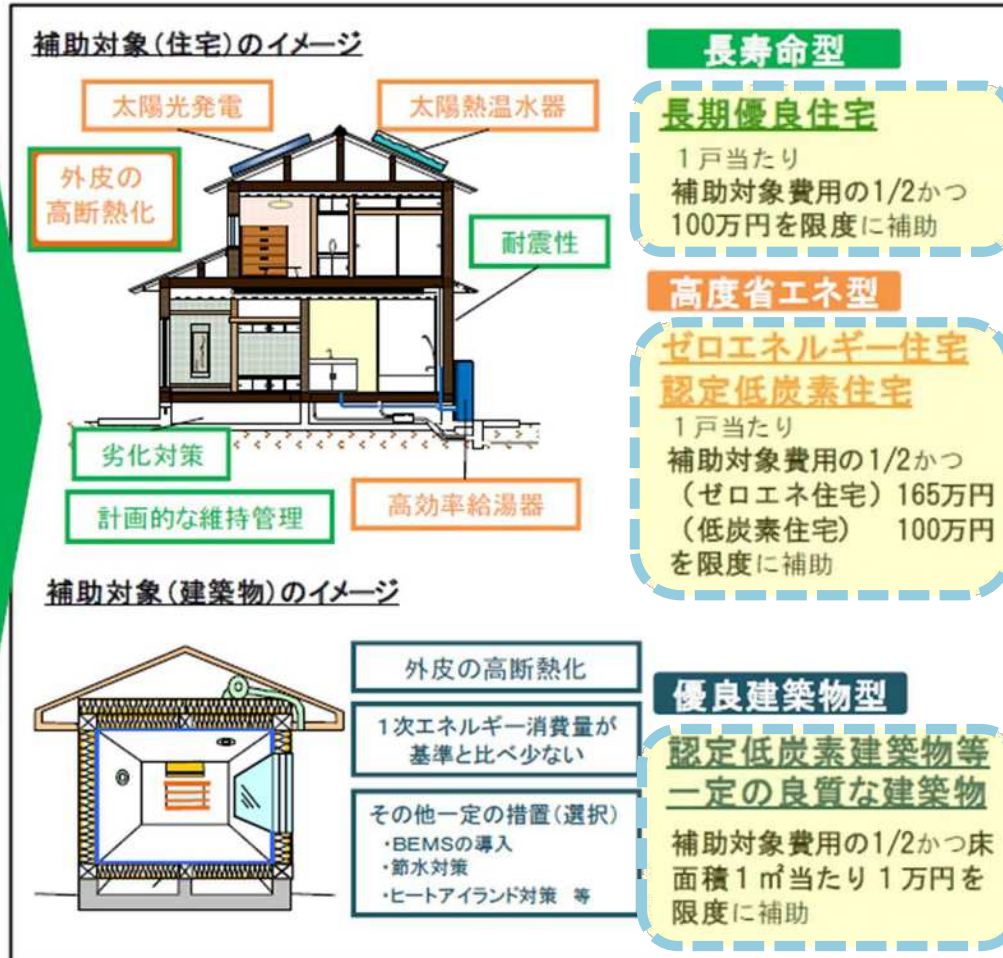 補助対象(住宅)のイメージ
太陽光発電
太陽熱温水器
外皮の
高断熱化
耐震性
劣化対策
計画的な維持管理
高効率給湯器
長寿命型
長期優良住宅
1戸当たり
補助対象費用の1/2かつ
100万円を限度に補助
高度省エネ型
ゼロエネルギー住宅
認定低炭素住宅
1戸当たり
補助対象費用の1/2かつ
(ゼロエネ住宅) 165万円
(低炭素住宅) 100万円
を限度に補助
補助対象(建築物)のイメージ
外皮の高断熱化
1次エネルギー消費量が
基準と比べ少ない
その他一定の措置(選択)
・BEMSの導入
・節水対策
・ヒートアイランド対策 等
優良建築物型
認定低炭素建築物等
一定の良質な建築物
補助対象費用の1/2かつ床
面積1㎡当たり1万円を
限度に補助